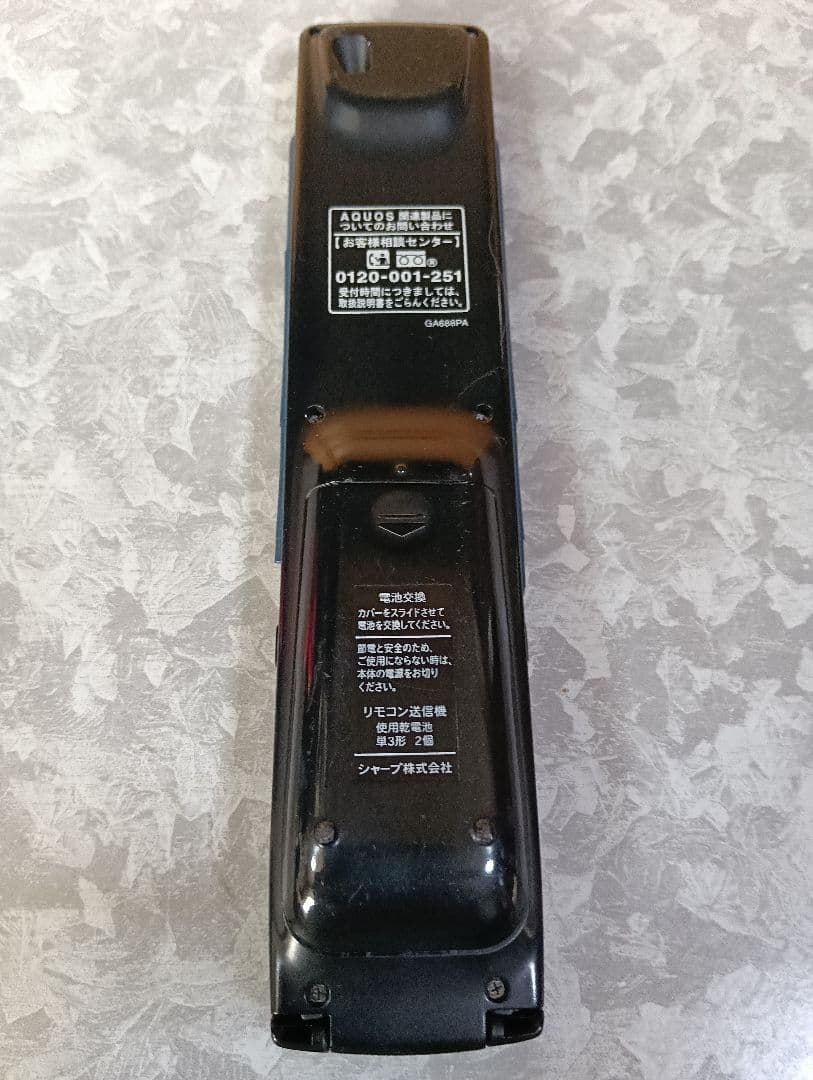 AQUOS 関連製品に
ついてのお問い合わせ
【お客様相談センター】
0120-001-251
受付時間につきましては、
取扱説明書をごらんください。
GA688PA
電池交換
カバーをスライドさせて
電池を交換してください。
節電と安全のため、
ご使用にならない時は、
本体の電源をお切り
ください。
リモコン送信機
使用乾電池
単3形 2個
シャープ株式会社